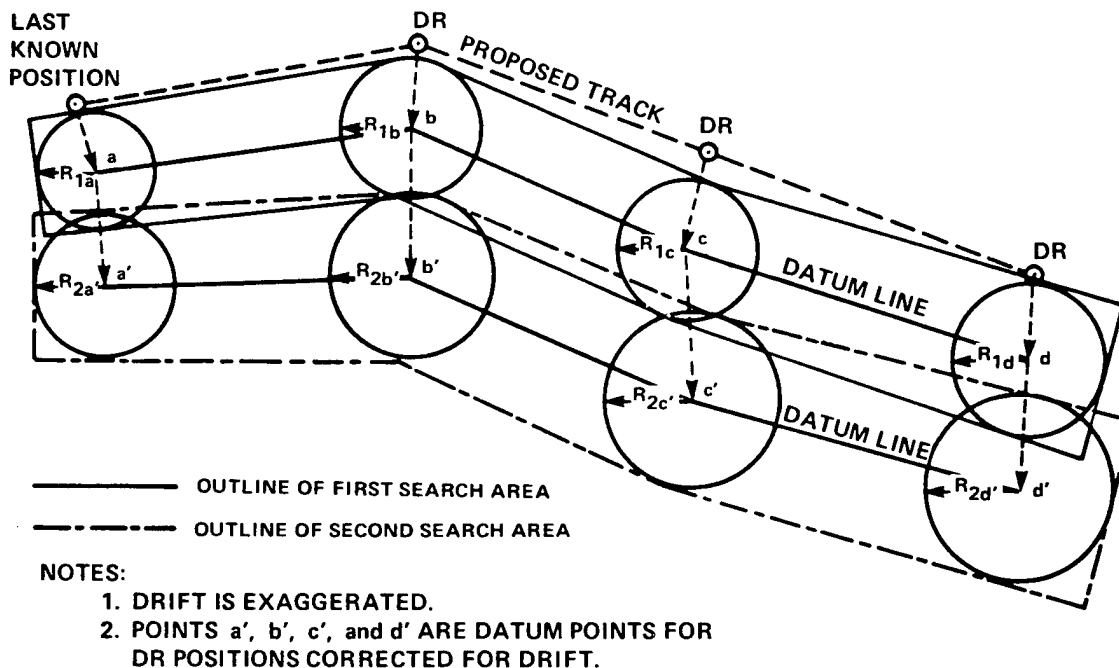 LAST
KNOWN
POSITION
DR
PROPOSED TRACK
DR
DR
a
b
c
d
R1a
R1b
R1c
R1d
DATUM LINE
a′
b′
c′
d′
R2a′
R2b′
R2c′
R2d′
DATUM LINE
OUTLINE OF FIRST SEARCH AREA
OUTLINE OF SECOND SEARCH AREA
NOTES:
1. DRIFT IS EXAGGERATED.
2. POINTS a′, b′, c′, and d′ ARE DATUM POINTS FOR
DR POSITIONS CORRECTED FOR DRIFT.